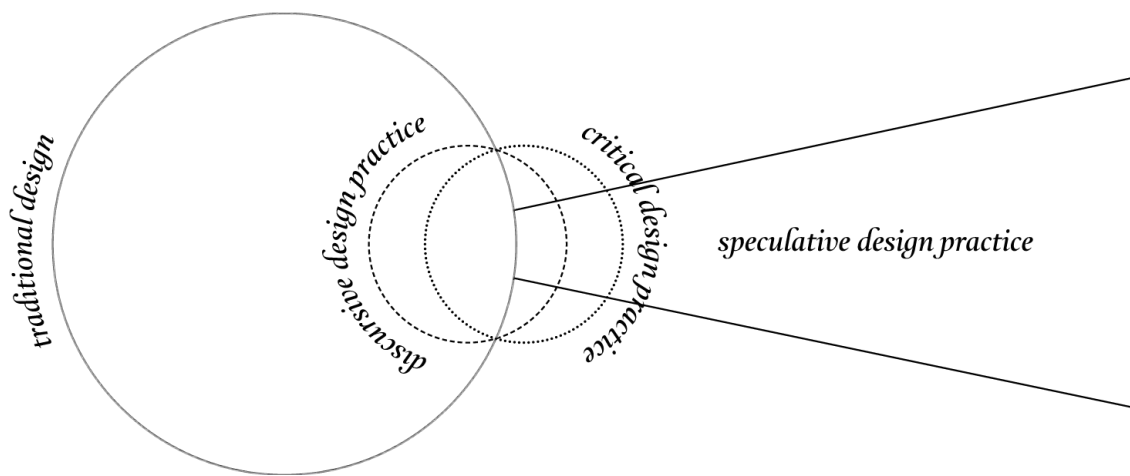 traditional design
discursive design practice
critical design practice
speculative design practice